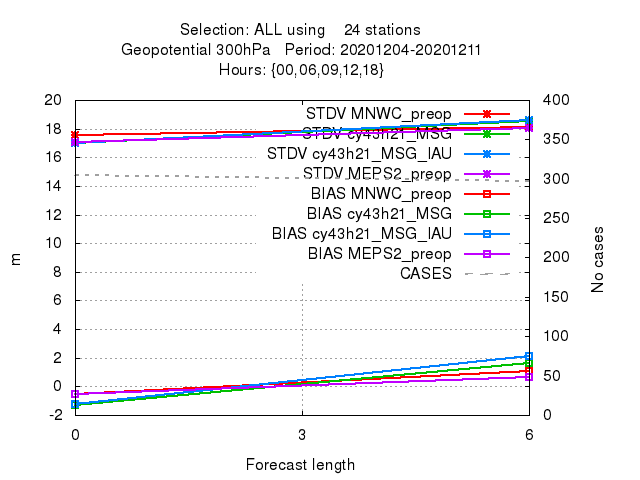 Selection: ALL using 24 stations
Geopotential 300hPa Period: 20201204-20201211
Hours: {00,06,09,12,18}
STDV MNWC_preop
STDV cy43h21_MSG
STDV cy43h21_MSG_IAU
STDV MEPS2_preop
BIAS MNWC_preop
BIAS cy43h21_MSG
BIAS cy43h21_MSG_IAU
BIAS MEPS2_preop
CASES
20
18
16
14
12
10
8
6
4
2
0
-2
m
400
350
300
250
200
150
100
50
0
No cases
0 3 6
Forecast length